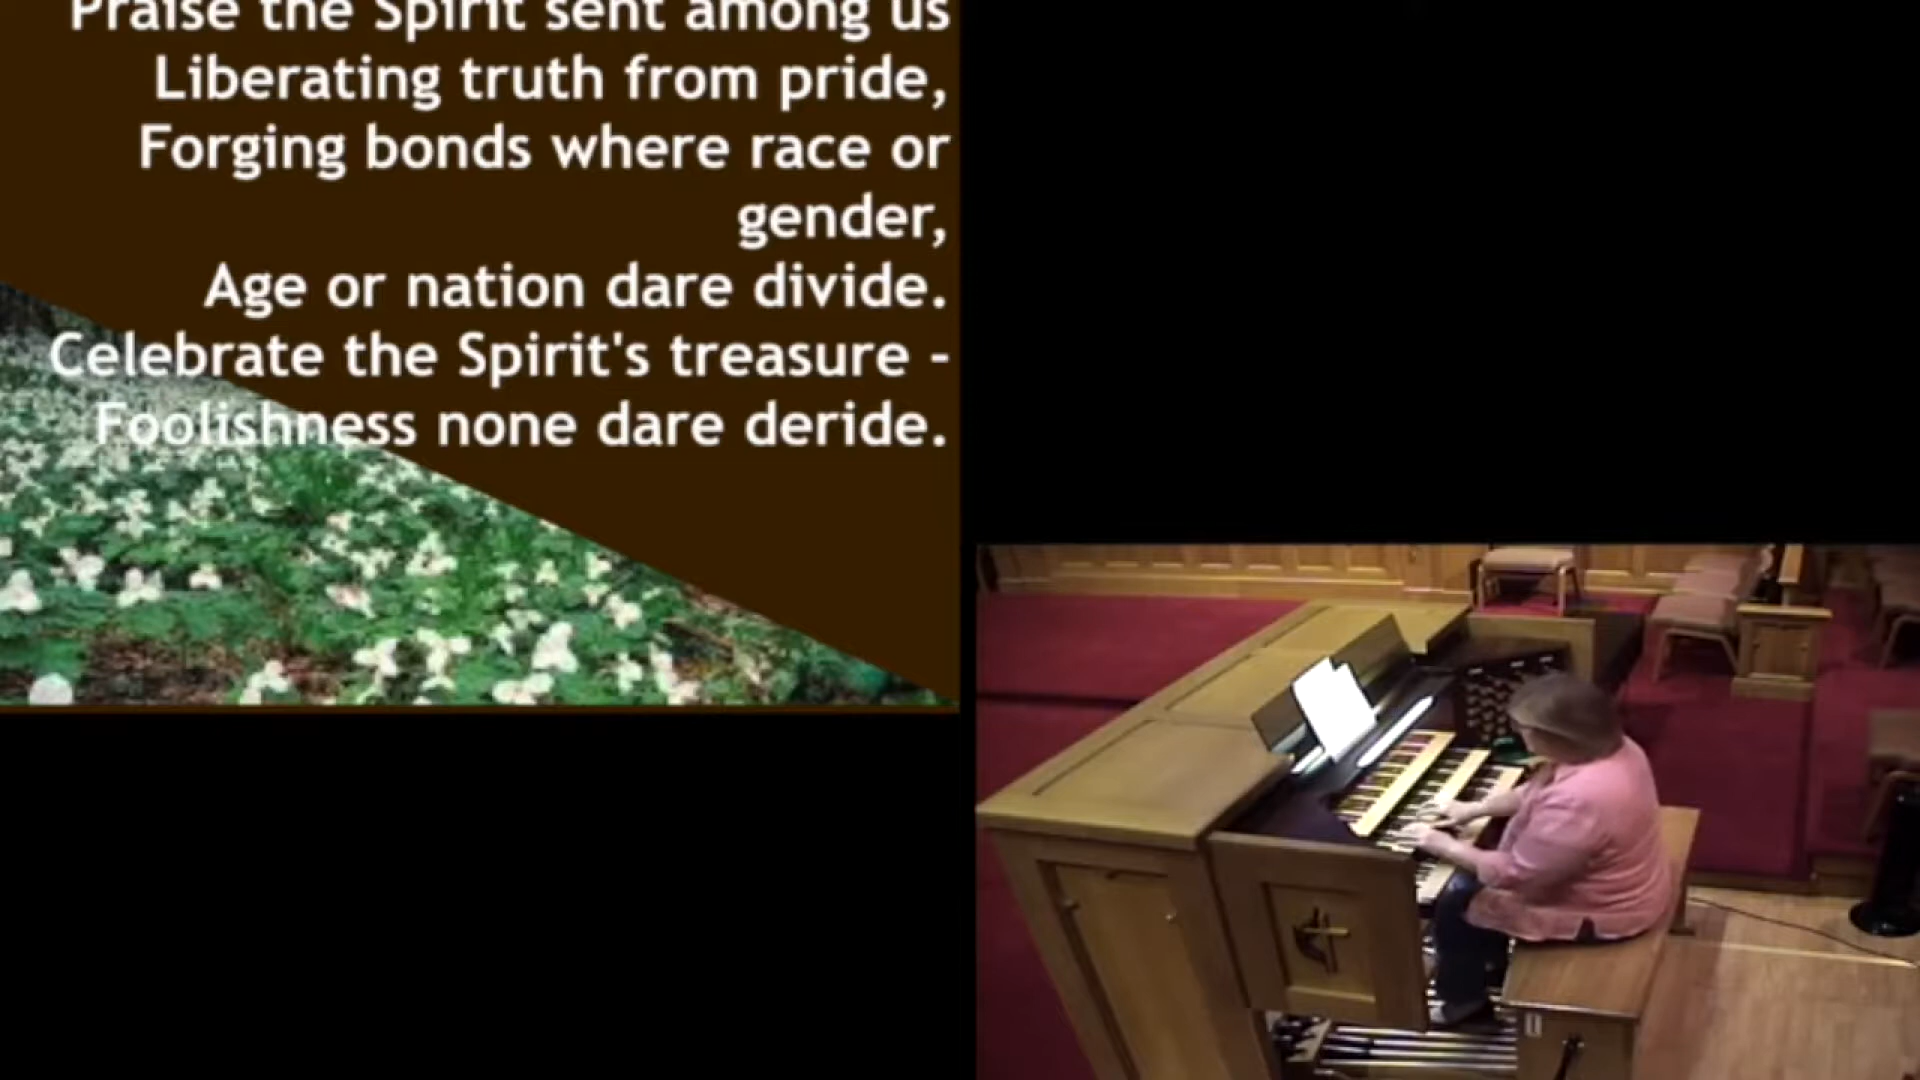 Praise the Spirit sent among us
Liberating truth from pride,
Forging bonds where race or
gender,
Age or nation dare divide.
Celebrate the Spirit's treasure -
Foolishness none dare deride.